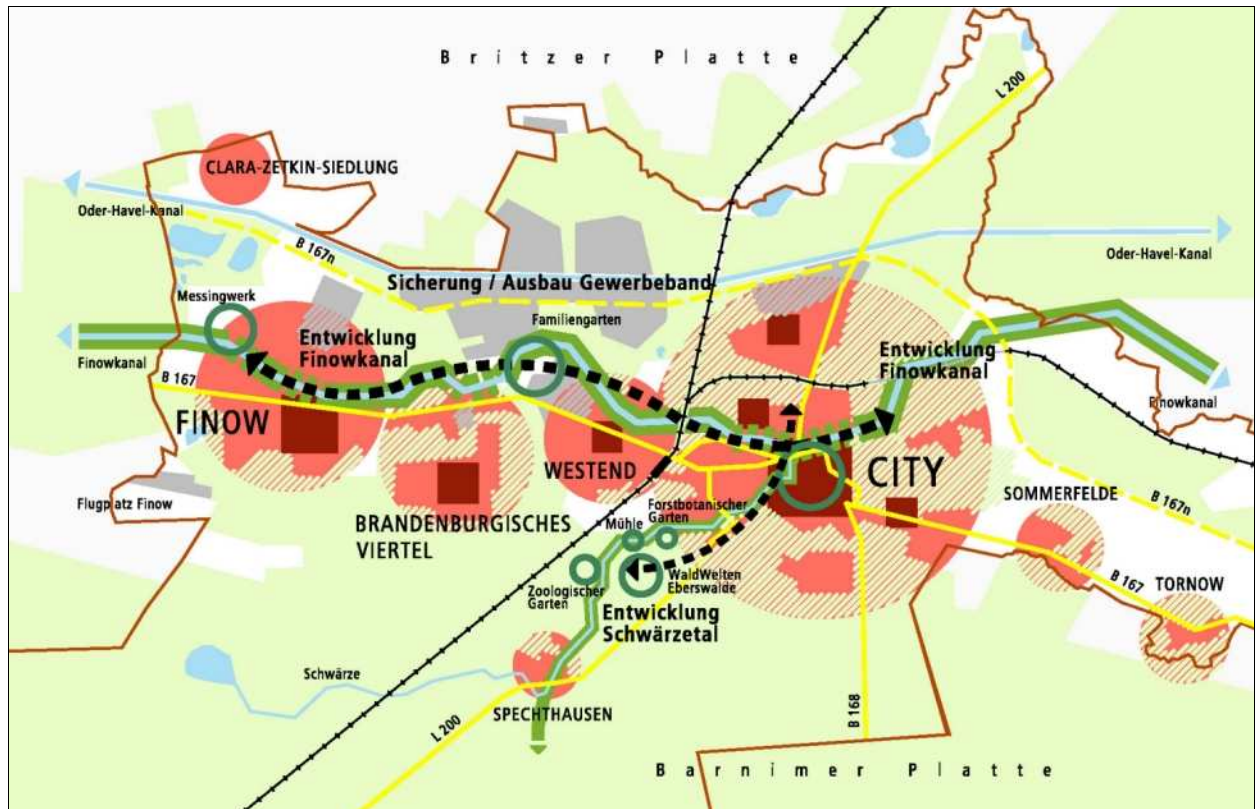 Britzer Platte
L 200
CLARA-ZETKIN-SIEDLUNG
Oder-Havel-Kanal
B 167n
Oder-Havel-Kanal
Sicherung / Ausbau Gewerbeband
Messingwerk
Familiengarten
Entwicklung
Finowkanal
Entwicklung
Finowkanal
Finowkanal
B 167
Finowkanal
FINOW
WESTEND
CITY
Flugplatz Finow
BRANDENBURGISCHES
VIERTEL
Mühle
Forstbotanischer
Garten
SOMMERFELDE
B 167n
Zoologischer
Garten
WaldWelten
Eberswalde
B 167
TORNOW
Entwicklung
Schwärzetal
Schwärze
SPECHTHAUSEN
L 200
B 168
Barnimer Platte